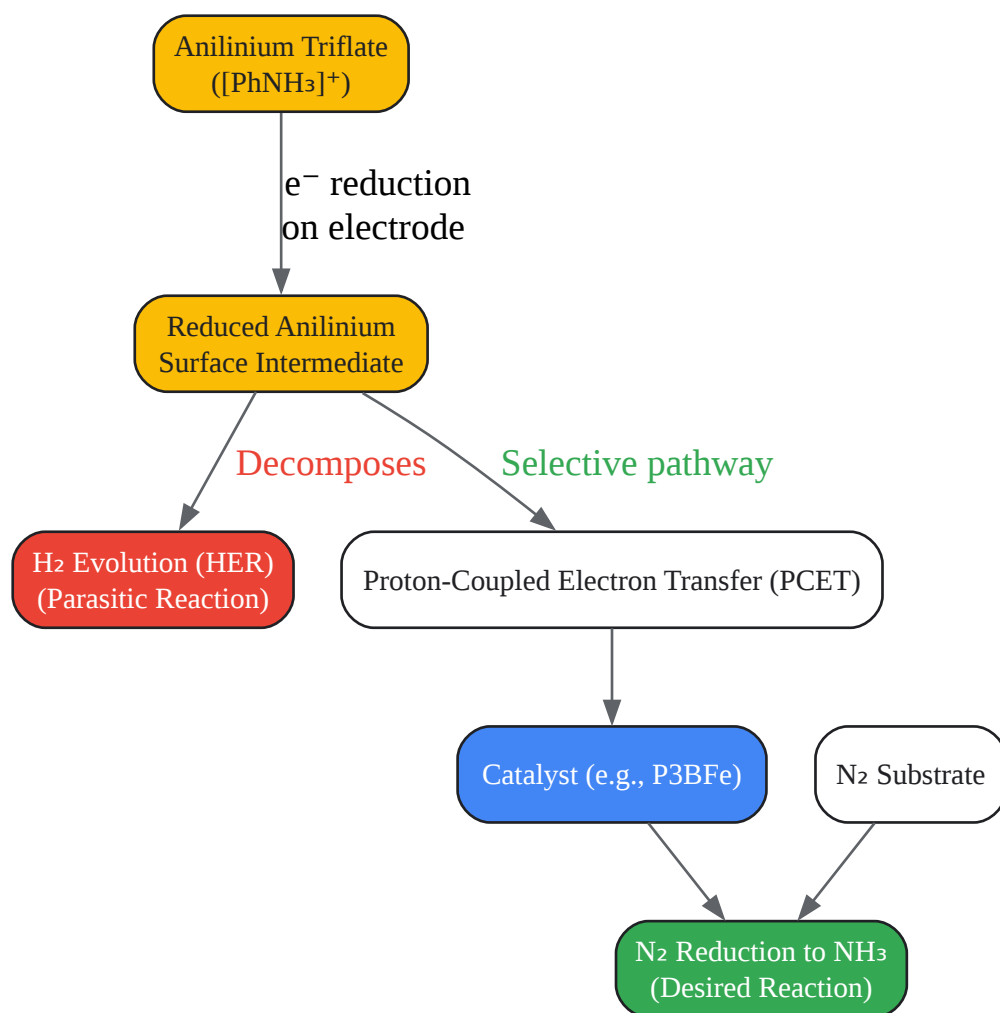 Anilinium Triflate
([PhNH₃]⁺)
e⁻ reduction
on electrode
Reduced Anilinium
Surface Intermediate
Decomposes
Selective pathway
H₂ Evolution (HER)
(Parasitic Reaction)
Proton-Coupled Electron Transfer (PCET)
Catalyst (e.g., P3BFe)
N₂ Substrate
N₂ Reduction to NH₃
(Desired Reaction)